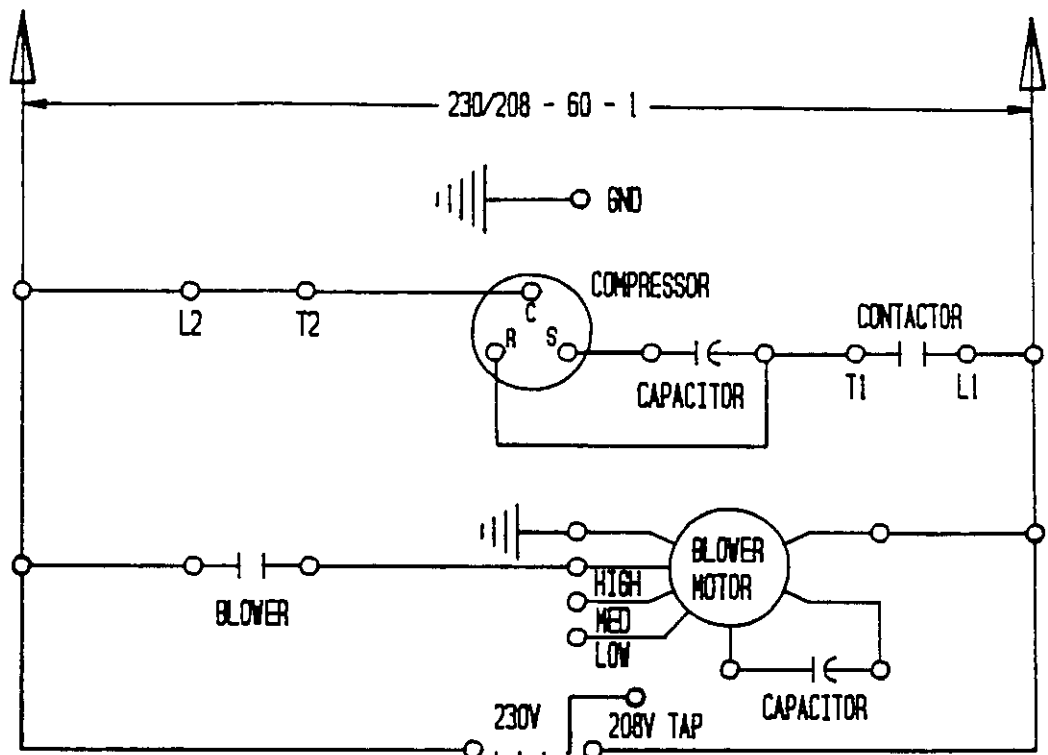 230/208 - 60 - 1
GND
COMPRESSOR
C
R S
L2 T2
CONTACTOR
CAPACITOR
T1 L1
BLOWER MOTOR
HIGH
MED
LOW
BLOWER
CAPACITOR
230V
208V TAP